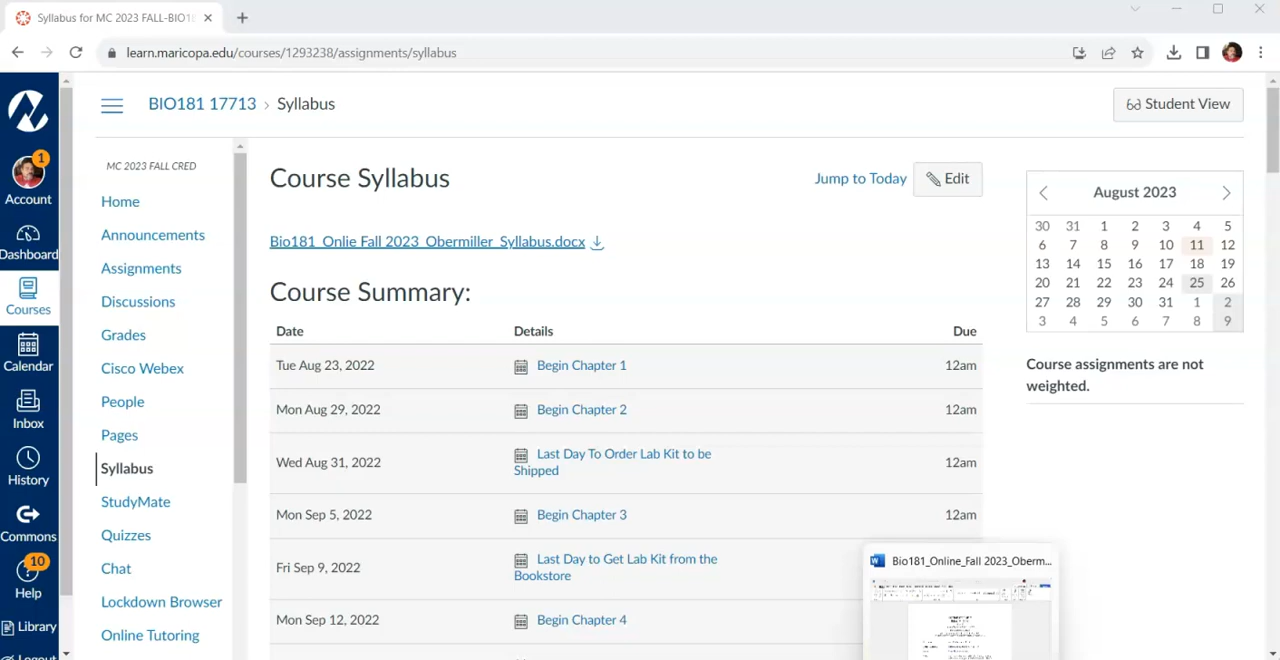 Syllabus for MC 2023 FALL-BIO18
learn.maricopa.edu/courses/1293238/assignments/syllabus
BIO181 17713 › Syllabus
Student View
1
Account
Dashboard
Courses
Calendar
Inbox
History
Commons
10
Help
Library
Logout
MC 2023 FALL CRED
Home
Announcements
Assignments
Discussions
Grades
Cisco Webex
People
Pages
Syllabus
StudyMate
Quizzes
Chat
Lockdown Browser
Online Tutoring
Course Syllabus
Jump to Today
Edit
Bio181_Onlie Fall 2023_Obermiller_Syllabus.docx
Course Summary:
Date Details Due
Tue Aug 23, 2022 Begin Chapter 1 12am
Mon Aug 29, 2022 Begin Chapter 2 12am
Wed Aug 31, 2022 Last Day To Order Lab Kit to be 12am
Shipped
Mon Sep 5, 2022 Begin Chapter 3 12am
Fri Sep 9, 2022 Last Day to Get Lab Kit from the
Bookstore
Mon Sep 12, 2022 Begin Chapter 4
August 2023
30 31 1 2 3 4 5
6 7 8 9 10 11 12
13 14 15 16 17 18 19
20 21 22 23 24 25 26
27 28 29 30 31 1 2
3 4 5 6 7 8 9
Course assignments are not
weighted.
Bio181_Online_Fall 2023_Oberm...